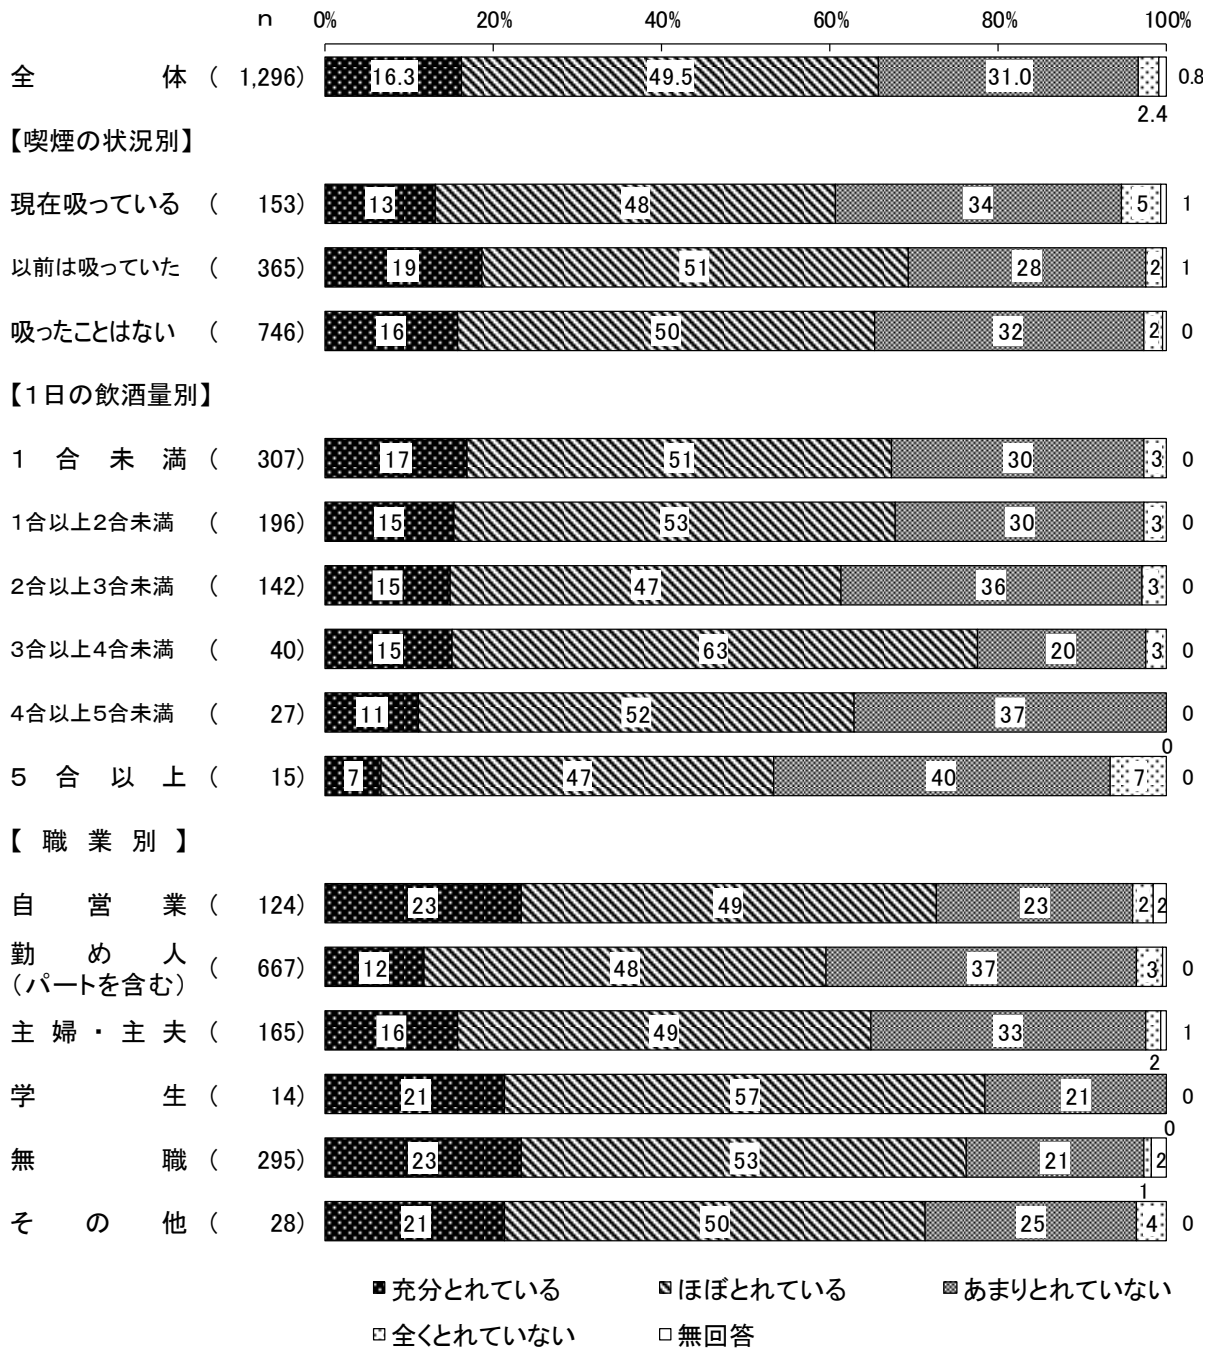 n 0% 20% 40% 60% 80% 100%
全体 ( 1,296) 16.3 49.5 31.0 0.8
2.4
【喫煙の状況別】
現在吸っている ( 153) 13 48 34 5 1
以前は吸っていた ( 365) 19 51 28 2 1
吸ったことはない ( 746) 16 50 32 2 0
【1日の飲酒量別】
1合未満 ( 307) 17 51 30 3 0
1合以上2合未満 ( 196) 15 53 30 3 0
2合以上3合未満 ( 142) 15 47 36 3 0
3合以上4合未満 ( 40) 15 63 20 3 0
4合以上5合未満 ( 27) 11 52 37 0
0
5合以上 ( 15) 7 47 40 7 0
【職業別】
自営業 ( 124) 23 49 23 2 2
勤め人
(パートを含む) ( 667) 12 48 37 3 0
主婦・主夫 ( 165) 16 49 33 1
2
学生 ( 14) 21 57 21 0
0
無職 ( 295) 23 53 21 2
1
その他 ( 28) 21 50 25 4 0
充分とれている ほぼとれている あまりとれていない
全くとれていない 無回答